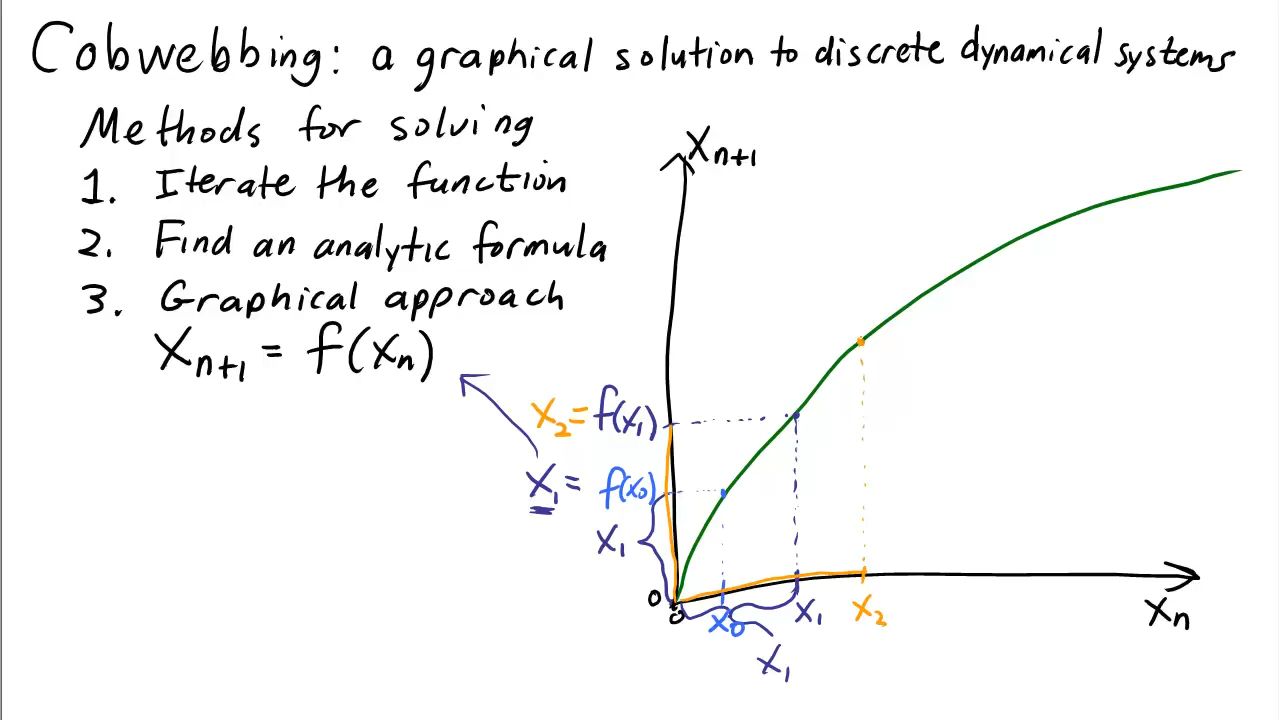 Cobwebbing: a graphical solution to discrete dynamical systems
Methods for solving
1. Iterate the function
2. Find an analytic formula
3. Graphical approach
xₙ₊₁ = f(xₙ)
xₙ₊₁
x₂ = f(x₁)
x₁ = f(x₀)
x₁
0
0
x₀
x₁
x₂
xₙ
x₁